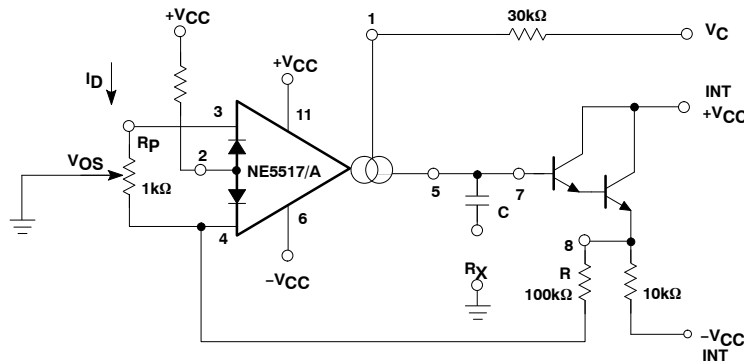 +VCC
1
30kΩ
VC
ID
+VCC
INT
+VCC
3
11
RP
VOS
2
NE5517/A
1kΩ
5
7
C
4
6
8
−VCC
RX
R
100kΩ
10kΩ
−VCC
INT